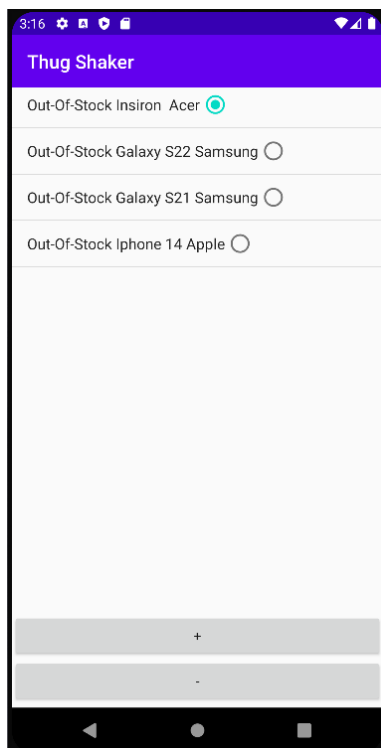 3:16
Thug Shaker
Out-Of-Stock Insiron  Acer
Out-Of-Stock Galaxy S22 Samsung
Out-Of-Stock Galaxy S21 Samsung
Out-Of-Stock Iphone 14 Apple
+
-